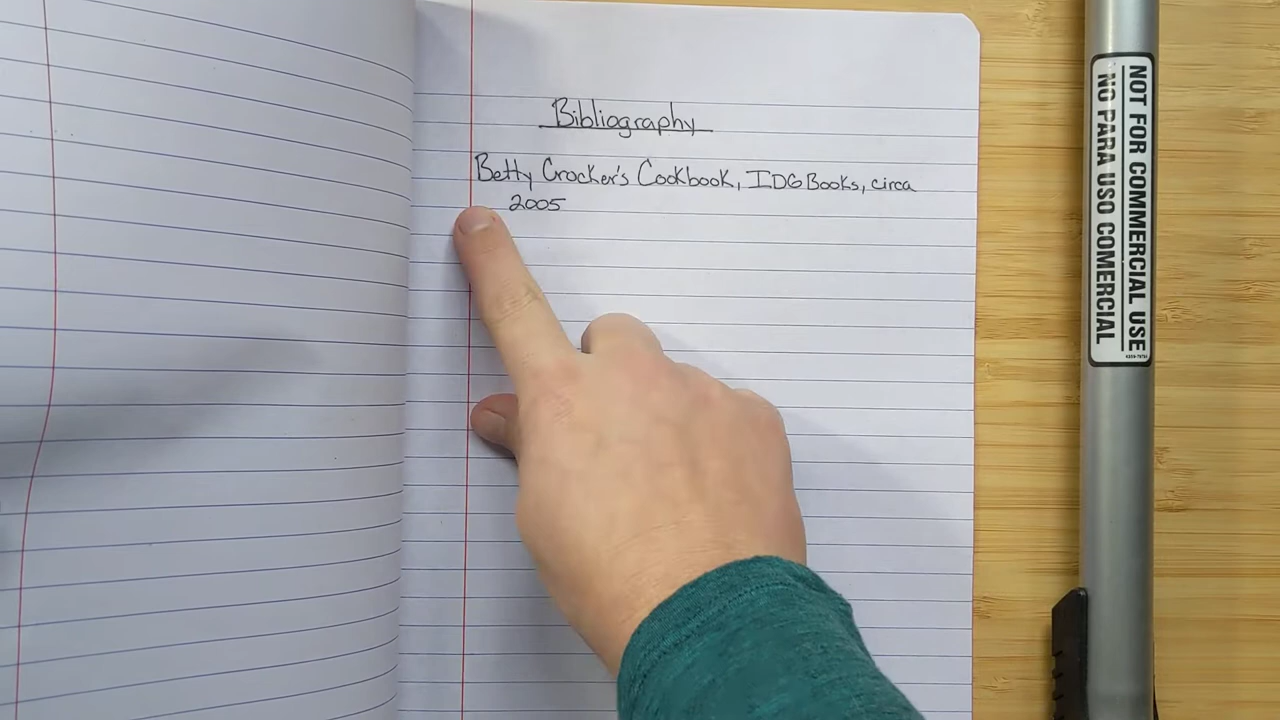 Bibliography
Betty Crocker's Cookbook, IDG Books, circa
2005
NOT FOR COMMERCIAL USE
NO PARA USO COMERCIAL